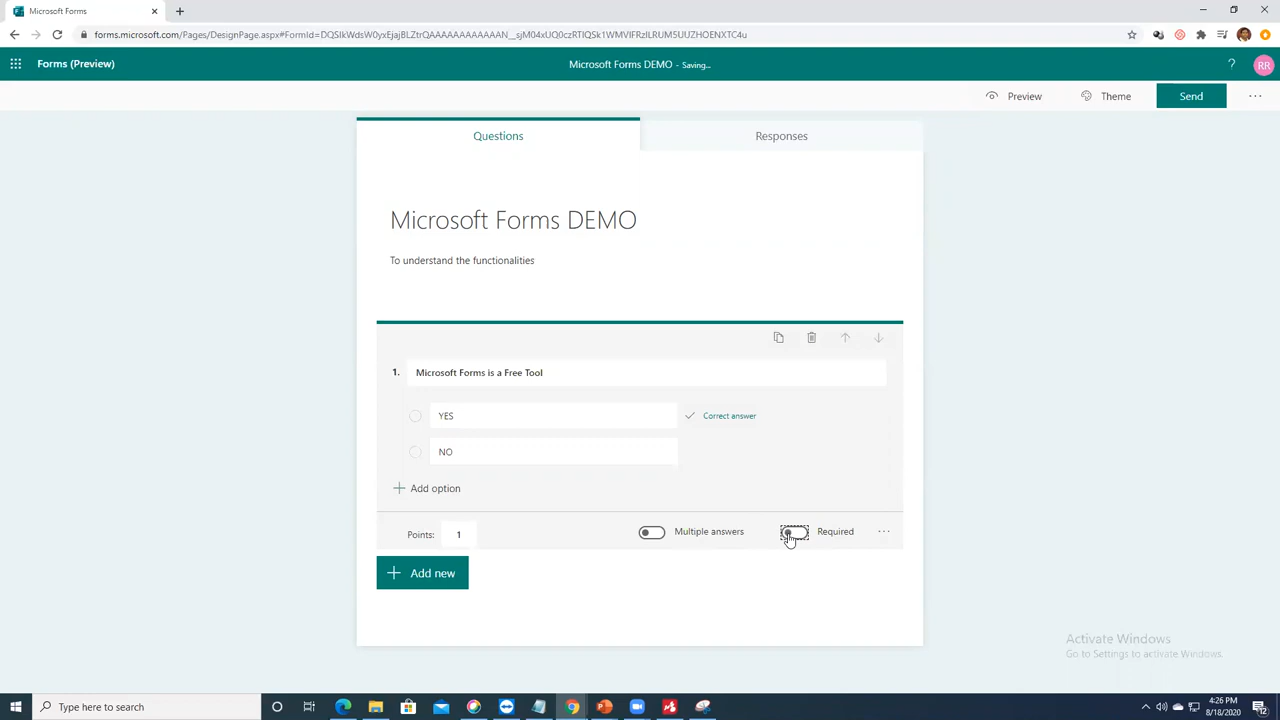 Microsoft Forms
forms.microsoft.com/Pages/DesignPage.aspx#FormId=DQSIkWdsW0yxEjajBLZtrQAAAAAAAAAAAAN__sjM04xUQ0czRTIQSk1WMVIFRzILRUM5UUZHOENXTC4u
Forms (Preview)
Microsoft Forms DEMO - Saving...
?
RR
Preview
Theme
Send
Questions
Responses
Microsoft Forms DEMO
To understand the functionalities
1.
Microsoft Forms is a Free Tool
YES
Correct answer
NO
Add option
Points:
1
Multiple answers
Required
Add new
Activate Windows
Go to Settings to activate Windows.
Type here to search
4:26 PM
8/18/2020
12